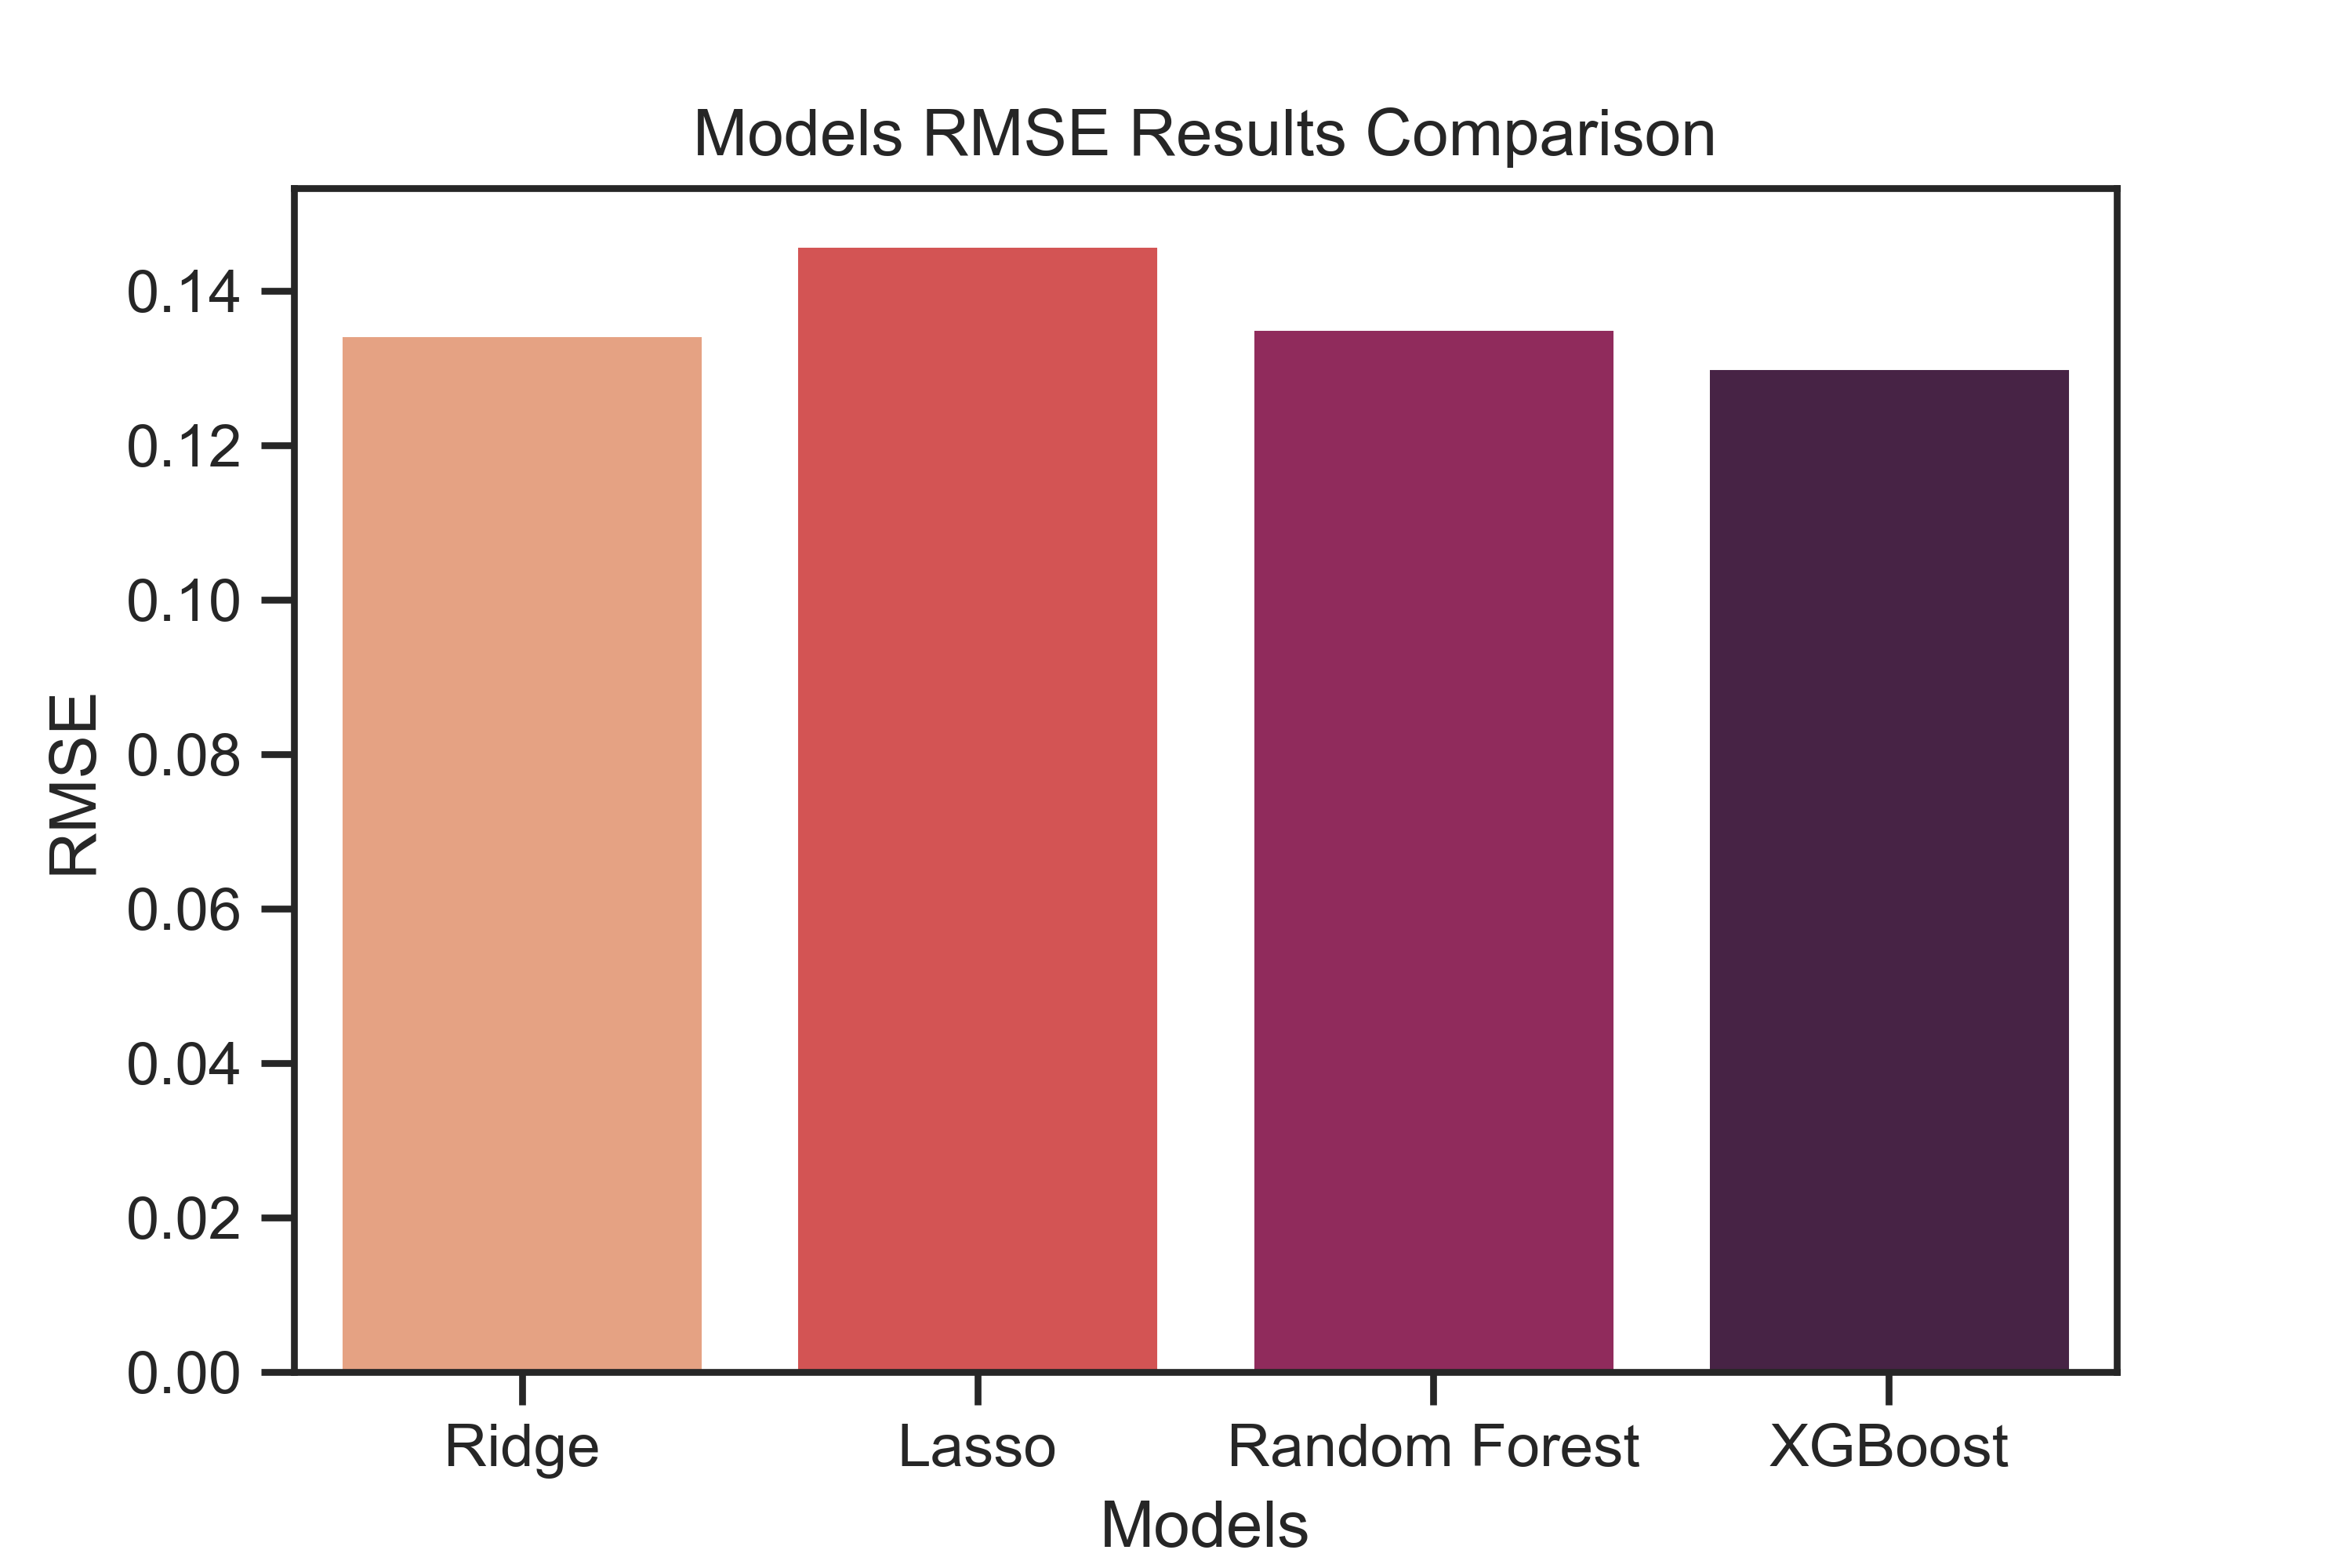 Models RMSE Results Comparison
RMSE
0.14
0.12
0.10
0.08
0.06
0.04
0.02
0.00
Ridge Lasso Random Forest XGBoost
Models